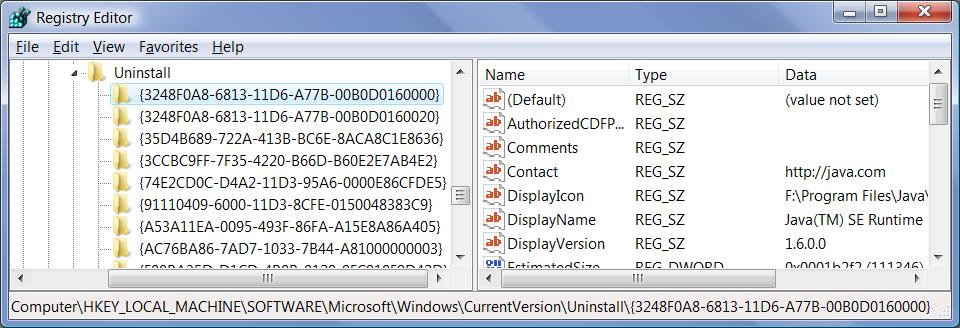 Registry Editor
File Edit View Favorites Help
Uninstall
{3248F0A8-6813-11D6-A77B-00B0D0160000}
{3248F0A8-6813-11D6-A77B-00B0D0160020}
{35D4B689-722A-413B-BC6E-8ACA8C1E8636}
{3CCBC9FF-7F35-4220-B66D-B60E2E7AB4E2}
{74E2CD0C-D4A2-11D3-95A6-0000E86CFDE5}
{91110409-6000-11D3-8CFE-0150048383C9}
{A53A11EA-0095-493F-86FA-A15E8A86A405}
{AC76BA86-7AD7-1033-7B44-A81000000003}
Name Type Data
(Default) REG_SZ (value not set)
AuthorizedCDFP... REG_SZ
Comments REG_SZ
Contact REG_SZ http://java.com
DisplayIcon REG_SZ F:\Program Files\Java\
DisplayName REG_SZ Java(TM) SE Runtime
DisplayVersion REG_SZ 1.6.0.0
EstimatedSize REG_DWORD 0x0001b2f2 (111346)
Computer\HKEY_LOCAL_MACHINE\SOFTWARE\Microsoft\Windows\CurrentVersion\Uninstall\{3248F0A8-6813-11D6-A77B-00B0D0160000}